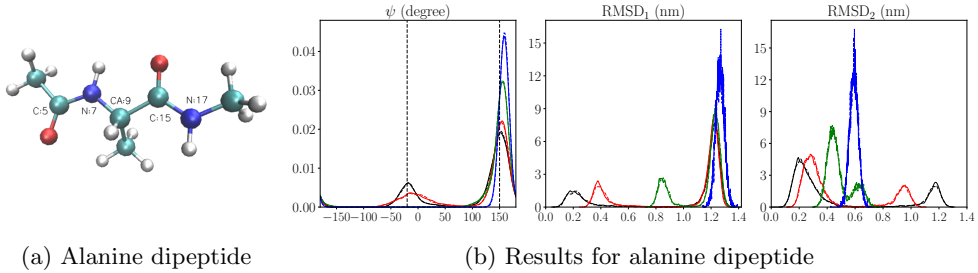 ψ (degree)
RMSD₁ (nm)
RMSD₂ (nm)
C:5
N:7
CA:9
C:15
N:17
0.04
0.03
0.02
0.01
0.00
−150 −100 −50 0 50 100 150
15
12
9
6
3
0
0.0 0.2 0.4 0.6 0.8 1.0 1.2 1.4
15
12
9
6
3
0
0.0 0.2 0.4 0.6 0.8 1.0 1.2 1.4
(a) Alanine dipeptide
(b) Results for alanine dipeptide